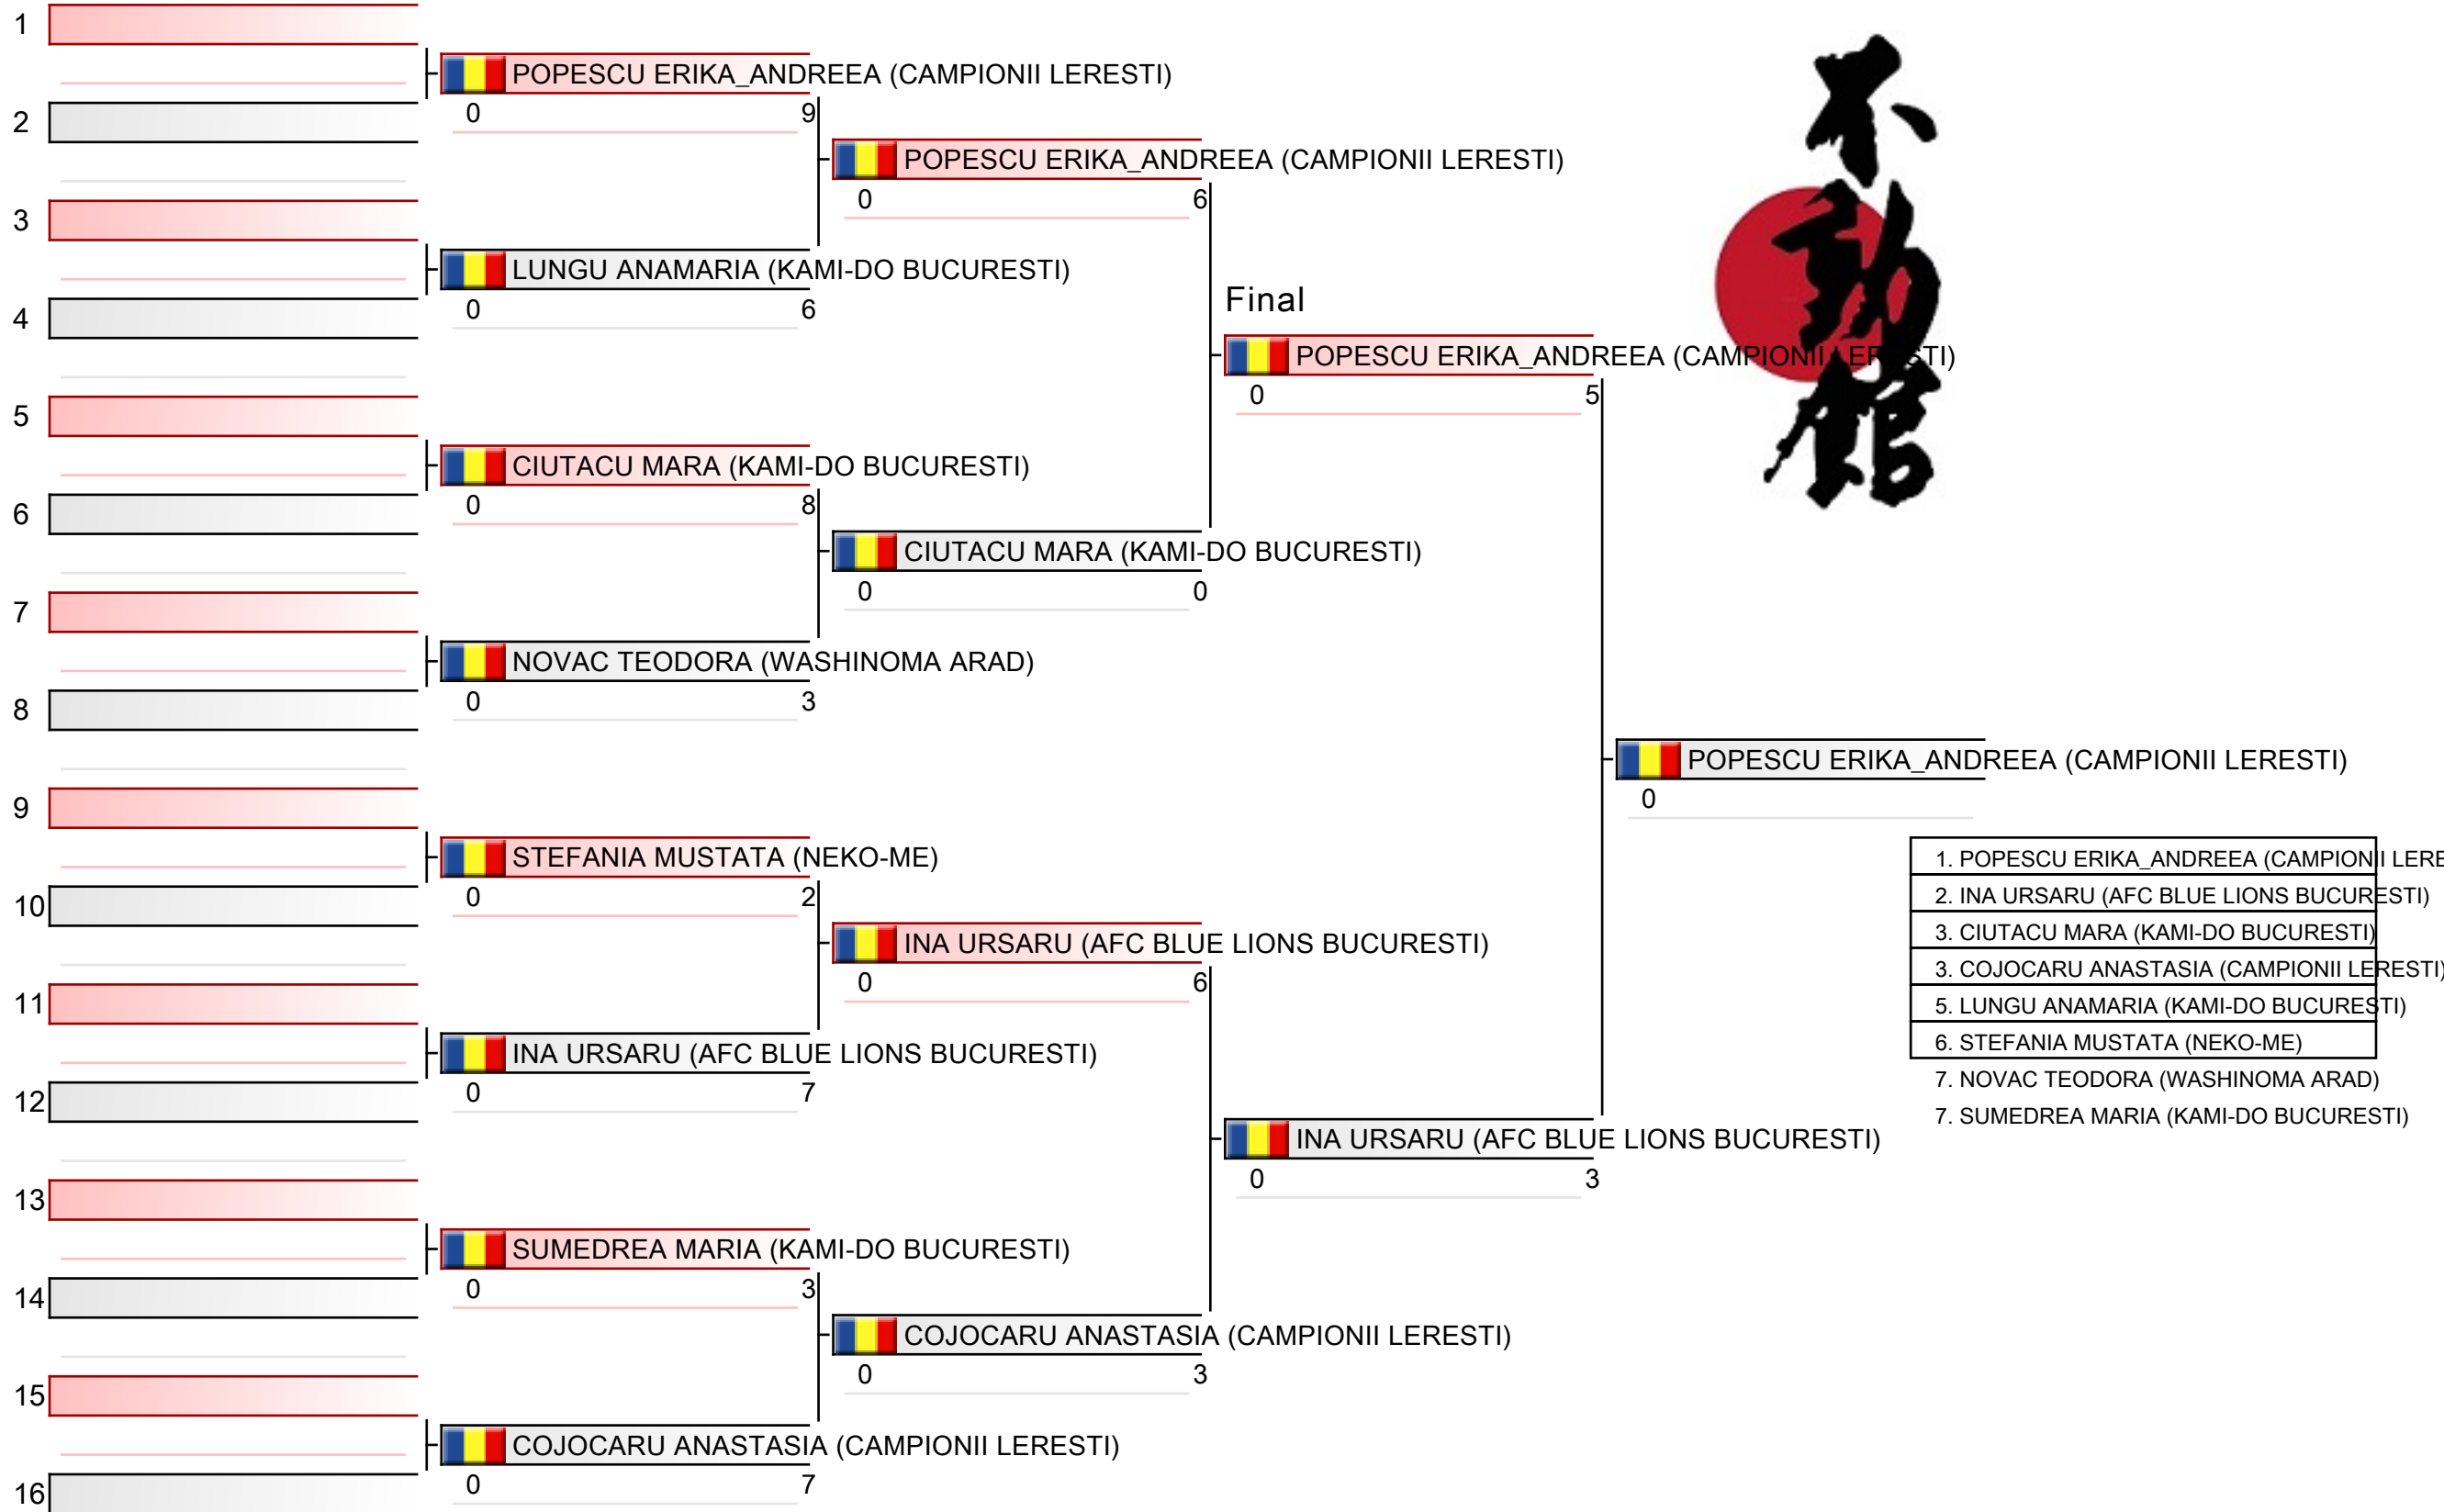 1
POPESCU ERIKA_ANDREEA (CAMPIONII LERESTI)
0 9
2
POPESCU ERIKA_ANDREEA (CAMPIONII LERESTI)
0 6
3
LUNGU ANAMARIA (KAMI-DO BUCURESTI)
0 6
4
Final
POPESCU ERIKA_ANDREEA (CAMPIONII LERESTI)
0 5
5
CIUTACU MARA (KAMI-DO BUCURESTI)
0 8
6
CIUTACU MARA (KAMI-DO BUCURESTI)
0 0
7
NOVAC TEODORA (WASHINOMA ARAD)
0 3
8
POPESCU ERIKA_ANDREEA (CAMPIONII LERESTI)
0
9
STEFANIA MUSTATA (NEKO-ME)
0 2
10
INA URSARU (AFC BLUE LIONS BUCURESTI)
0 6
11
INA URSARU (AFC BLUE LIONS BUCURESTI)
0 7
12
INA URSARU (AFC BLUE LIONS BUCURESTI)
0 3
13
SUMEDREA MARIA (KAMI-DO BUCURESTI)
0 3
14
COJOCARU ANASTASIA (CAMPIONII LERESTI)
0 3
15
COJOCARU ANASTASIA (CAMPIONII LERESTI)
0 7
16
1. POPESCU ERIKA_ANDREEA (CAMPIONII LERE
2. INA URSARU (AFC BLUE LIONS BUCURESTI)
3. CIUTACU MARA (KAMI-DO BUCURESTI)
3. COJOCARU ANASTASIA (CAMPIONII LERESTI)
5. LUNGU ANAMARIA (KAMI-DO BUCURESTI)
6. STEFANIA MUSTATA (NEKO-ME)
7. NOVAC TEODORA (WASHINOMA ARAD)
7. SUMEDREA MARIA (KAMI-DO BUCURESTI)
不動館